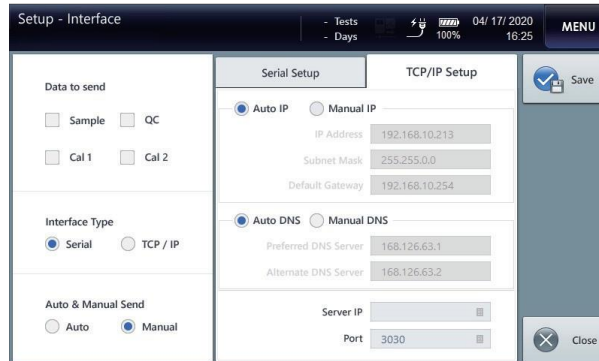 Setup - Interface
- Tests
- Days
100%
04/ 17/ 2020
16:25
MENU
Data to send
Sample QC
Cal 1 Cal 2
Interface Type
Serial TCP / IP
Auto & Manual Send
Auto Manual
Serial Setup TCP/IP Setup
Auto IP Manual IP
IP Address 192.168.10.213
Subnet Mask 255.255.0.0
Default Gateway 192.168.10.254
Auto DNS Manual DNS
Preferred DNS Server 168.126.63.1
Alternate DNS Server 168.126.63.2
Server IP
Port 3030
Save
Close